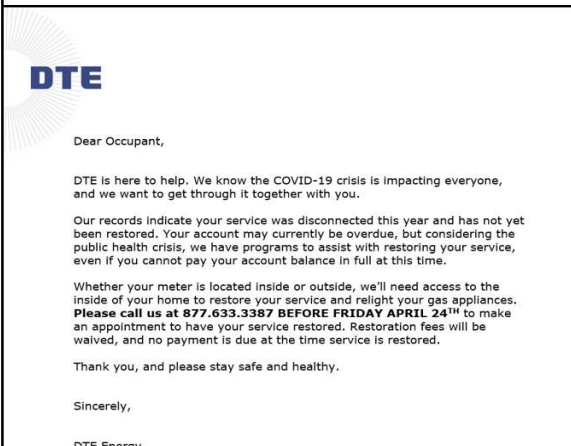 DTE
Dear Occupant,
DTE is here to help. We know the COVID-19 crisis is impacting everyone,
and we want to get through it together with you.
Our records indicate your service was disconnected this year and has not yet
been restored. Your account may currently be overdue, but considering the
public health crisis, we have programs to assist with restoring your service,
even if you cannot pay your account balance in full at this time.
Whether your meter is located inside or outside, we’ll need access to the
inside of your home to restore your service and relight your gas appliances.
Please call us at 877.633.3387 BEFORE FRIDAY APRIL 24TH to make
an appointment to have your service restored. Restoration fees will be
waived, and no payment is due at the time service is restored.
Thank you, and please stay safe and healthy.
Sincerely,
DTE Energy